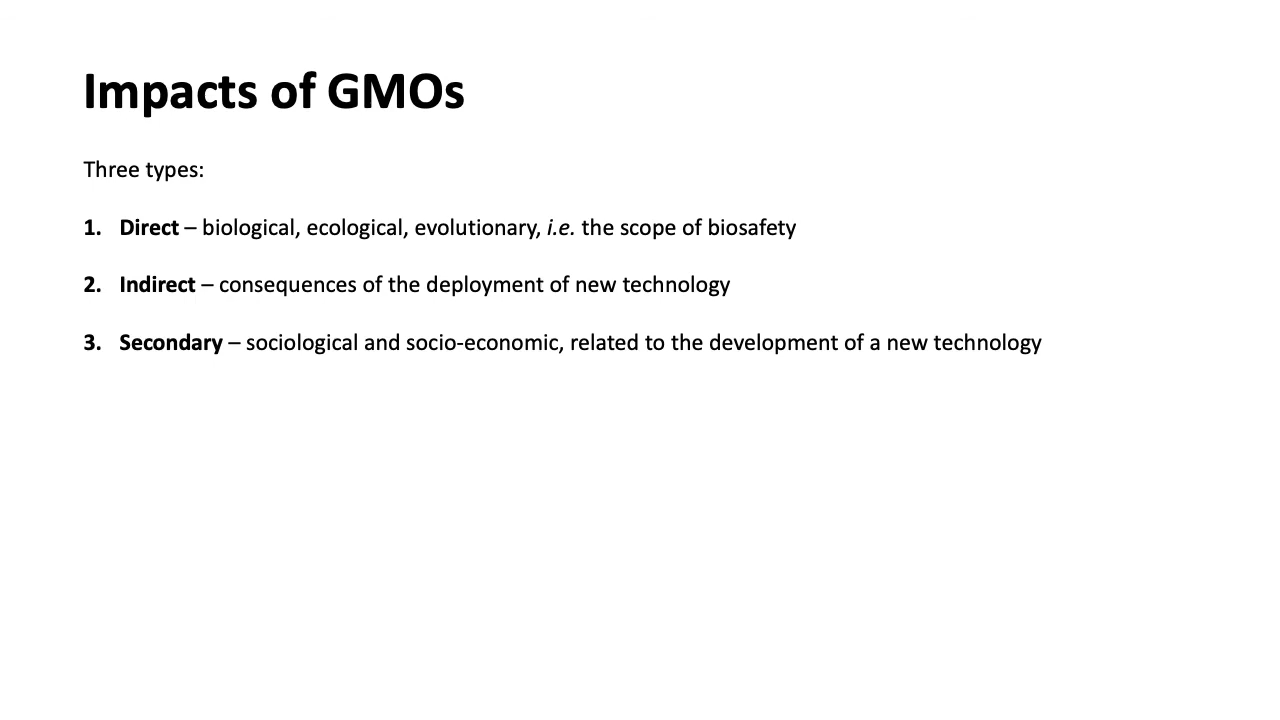 Impacts of GMOs
Three types:
1. Direct – biological, ecological, evolutionary, i.e. the scope of biosafety
2. Indirect – consequences of the deployment of new technology
3. Secondary – sociological and socio-economic, related to the development of a new technology